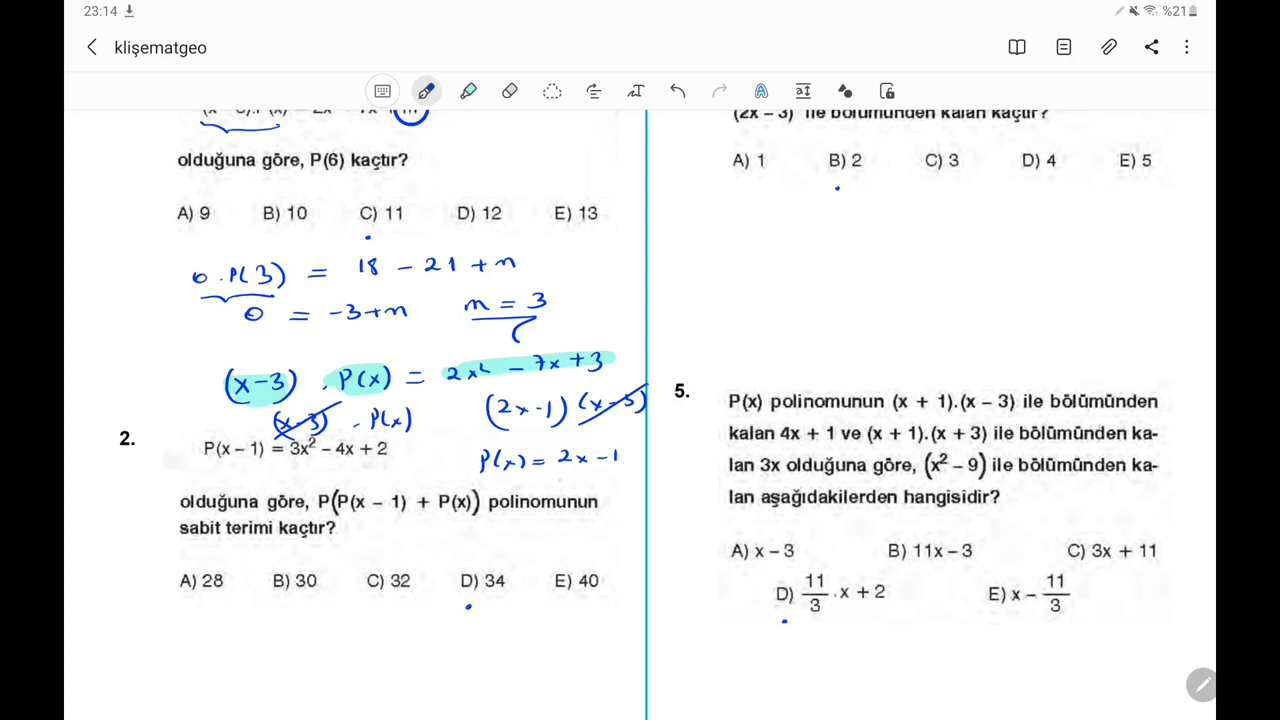 23:14
%21
klişematgeo
olduğuna göre, P(6) kaçtır?
A) 9 B) 10 C) 11 D) 12 E) 13
0 . P(3) = 18 - 21 + m
0 = -3 + m m = 3
(x-3) . P(x) = 2x² - 7x + 3
(x-3) . P(x) (2x-1) (x-3)
P(x) = 2x - 1
2.
P(x – 1) = 3x² – 4x + 2
olduğuna göre, P(P(x – 1) + P(x)) polinomunun
sabit terimi kaçtır?
A) 28 B) 30 C) 32 D) 34 E) 40
(2x – 3) ile bölümünden kalan kaçtır?
A) 1 B) 2 C) 3 D) 4 E) 5
5.
P(x) polinomunun (x + 1).(x – 3) ile bölümünden
kalan 4x + 1 ve (x + 1).(x + 3) ile bölümünden ka-
lan 3x olduğuna göre, (x² – 9) ile bölümünden ka-
lan aşağıdakilerden hangisidir?
A) x – 3 B) 11x – 3 C) 3x + 11
D) 11/3 . x + 2 E) x – 11/3